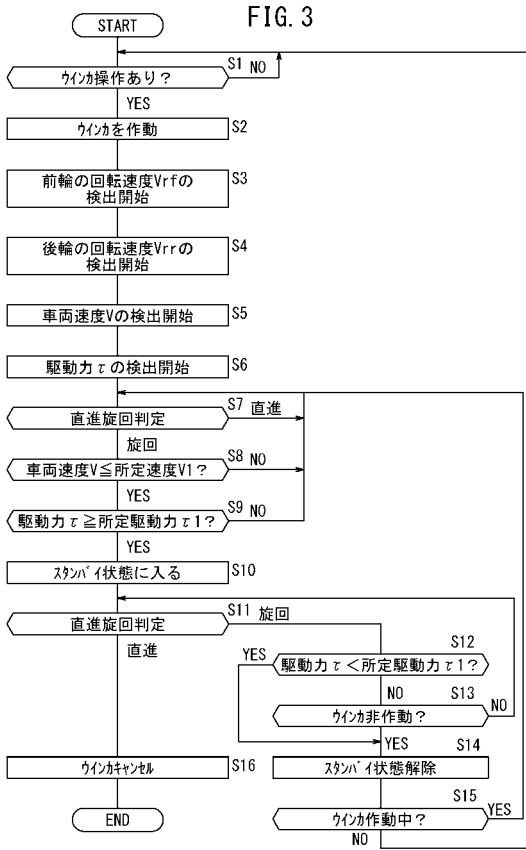 FIG. 3
START
ウインカ操作あり?
S1 NO
YES
ウインカを作動
S2
前輪の回転速度Vrfの
検出開始
S3
後輪の回転速度Vrrの
検出開始
S4
車両速度Vの検出開始
S5
駆動力τの検出開始
S6
直進旋回判定
S7 直進
旋回
車両速度V≦所定速度V1?
S8 NO
YES
駆動力τ≧所定駆動力τ1?
S9 NO
YES
スタンバイ状態に入る
S10
直進旋回判定
S11 旋回
直進
S12
YES
駆動力τ<所定駆動力τ1?
NO
S13
ウインカ非作動?
NO
YES
S14
ウインカキャンセル
S16
スタンバイ状態解除
S15
END
ウインカ作動中?
YES
NO